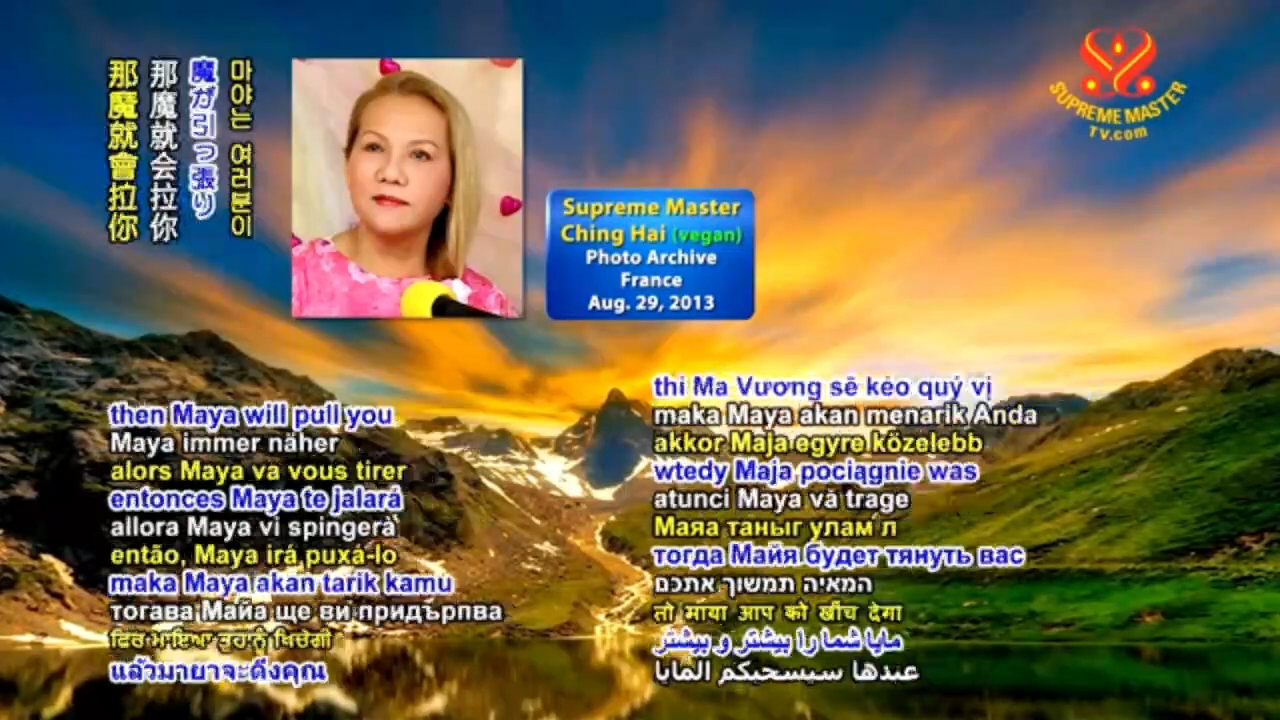 那魔就會拉你
那魔就会拉你
魔が引っ張り
마야는 여러분이
SUPREME MASTER
TV.com
Supreme Master
Ching Hai (vegan)
Photo Archive
France
Aug. 29, 2013
then Maya will pull you
Maya immer näher
alors Maya va vous tirer
entonces Maya te jalará
allora Maya vi spingerà
então, Maya irá puxá-lo
maka Maya akan tarik kamu
тогава Майа ще ви придърпва
ਫਿਰ ਮਾਇਆ ਤੁਹਾਨੂੰ ਖਿਚੇਗੀ
แล้วมายาจะดึงคุณ
thì Ma Vương sẽ kéo quý vị
maka Maya akan menarik Anda
akkor Maja egyre közelebb
wtedy Maja pociągnie was
atunci Maya vă trage
Маяа таныг улам л
тогда Майя будет тянуть вас
המאיה תמשוך אתכם
तो माया आप को खींच देगा
مایا شما را بیشتر و بیشتر
عندها سيسحبكم المايا